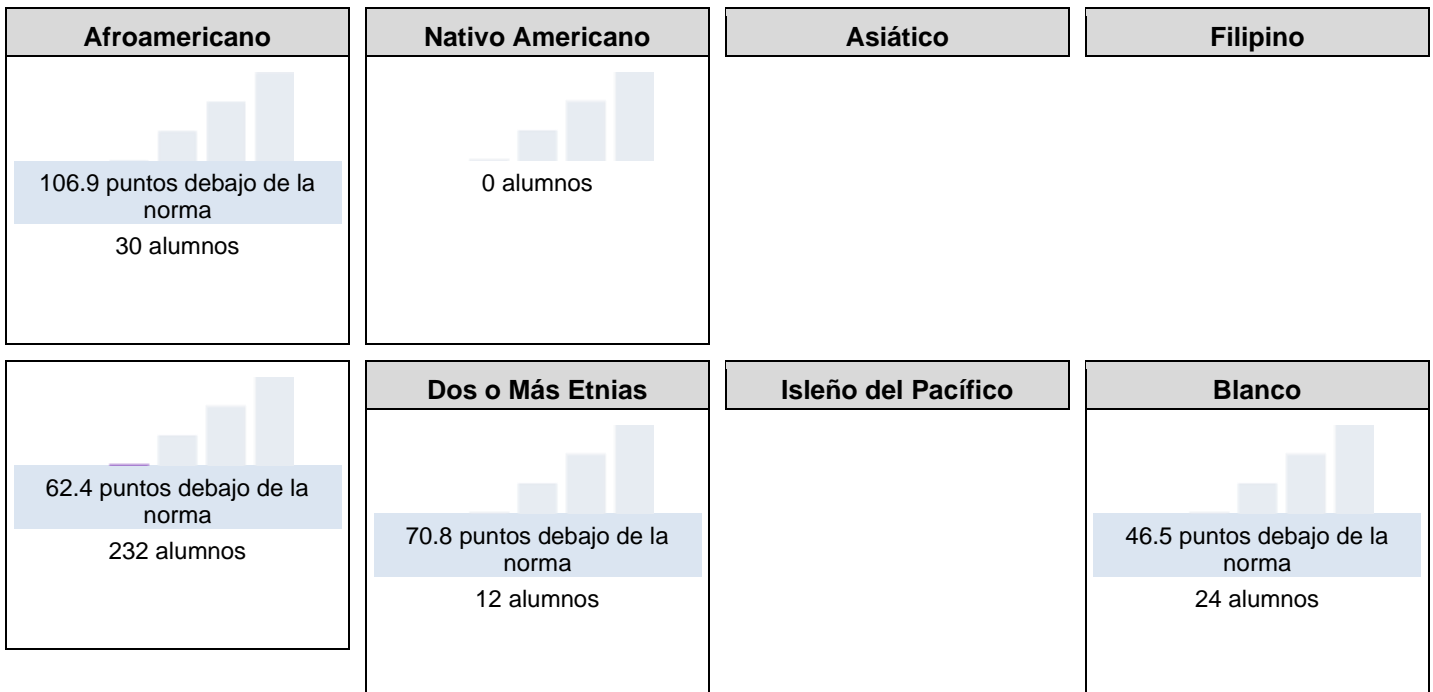 Afroamericano
Nativo Americano
Asiático
Filipino
106.9 puntos debajo de la
norma
30 alumnos
0 alumnos
62.4 puntos debajo de la
norma
232 alumnos
Dos o Más Etnias
70.8 puntos debajo de la
norma
12 alumnos
Isleño del Pacífico
Blanco
46.5 puntos debajo de la
norma
24 alumnos